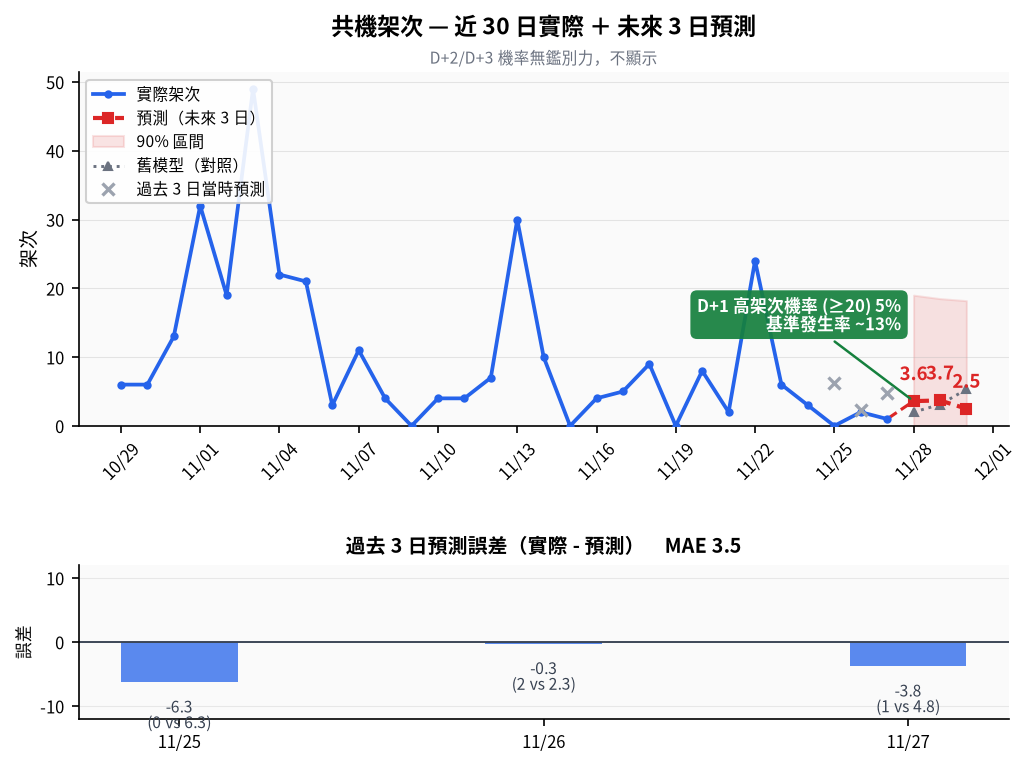 共機架次 — 近 30 日實際 ＋ 未來 3 日預測
D+2/D+3 機率無鑑別力，不顯示
實際架次
預測（未來 3 日）
90% 區間
舊模型（對照）
過去 3 日當時預測
架次
50
40
30
20
10
0
D+1 高架次機率 (≥20) 5%
基準發生率 ~13%
3.6
3.7
2.5
10/29
11/01
11/04
11/07
11/10
11/13
11/16
11/19
11/22
11/25
11/28
12/01
過去 3 日預測誤差（實際 - 預測） MAE 3.5
誤差
10
0
-10
-6.3
(0 vs 6.3)
-0.3
(2 vs 2.3)
-3.8
(1 vs 4.8)
11/25
11/26
11/27